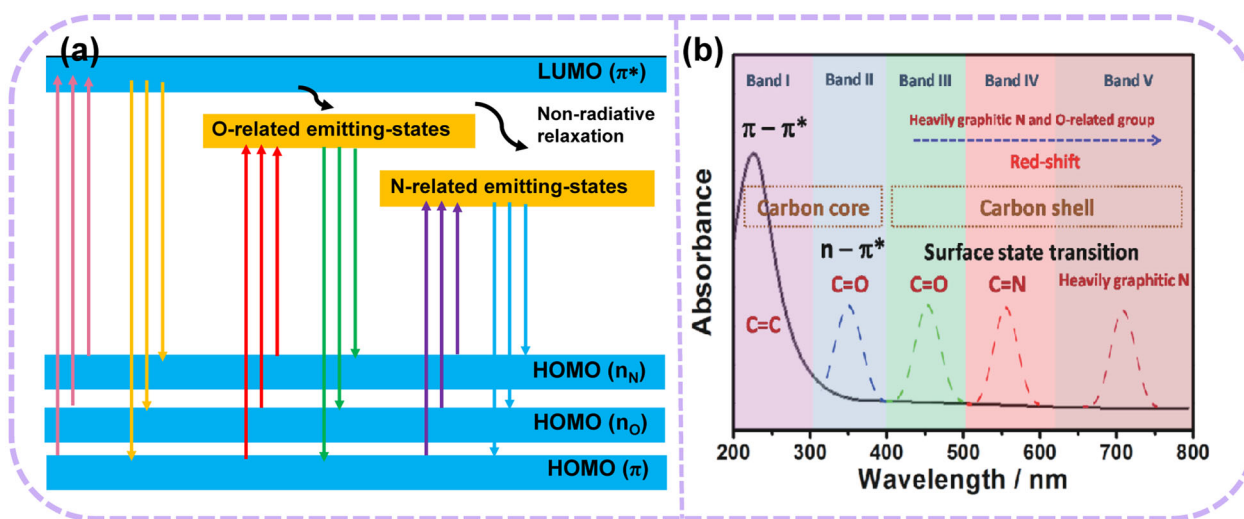 (a)
LUMO (π*)
Non-radiative
relaxation
O-related emitting-states
N-related emitting-states
HOMO (nN)
HOMO (nO)
HOMO (π)
(b)
Band I Band II Band III Band IV Band V
π – π*
Heavily graphitic N and O-related group
Red-shift
Carbon core Carbon shell
n – π* Surface state transition
C=O C=O C=N Heavily graphitic N
C=C
Absorbance
200 300 400 500 600 700 800
Wavelength / nm